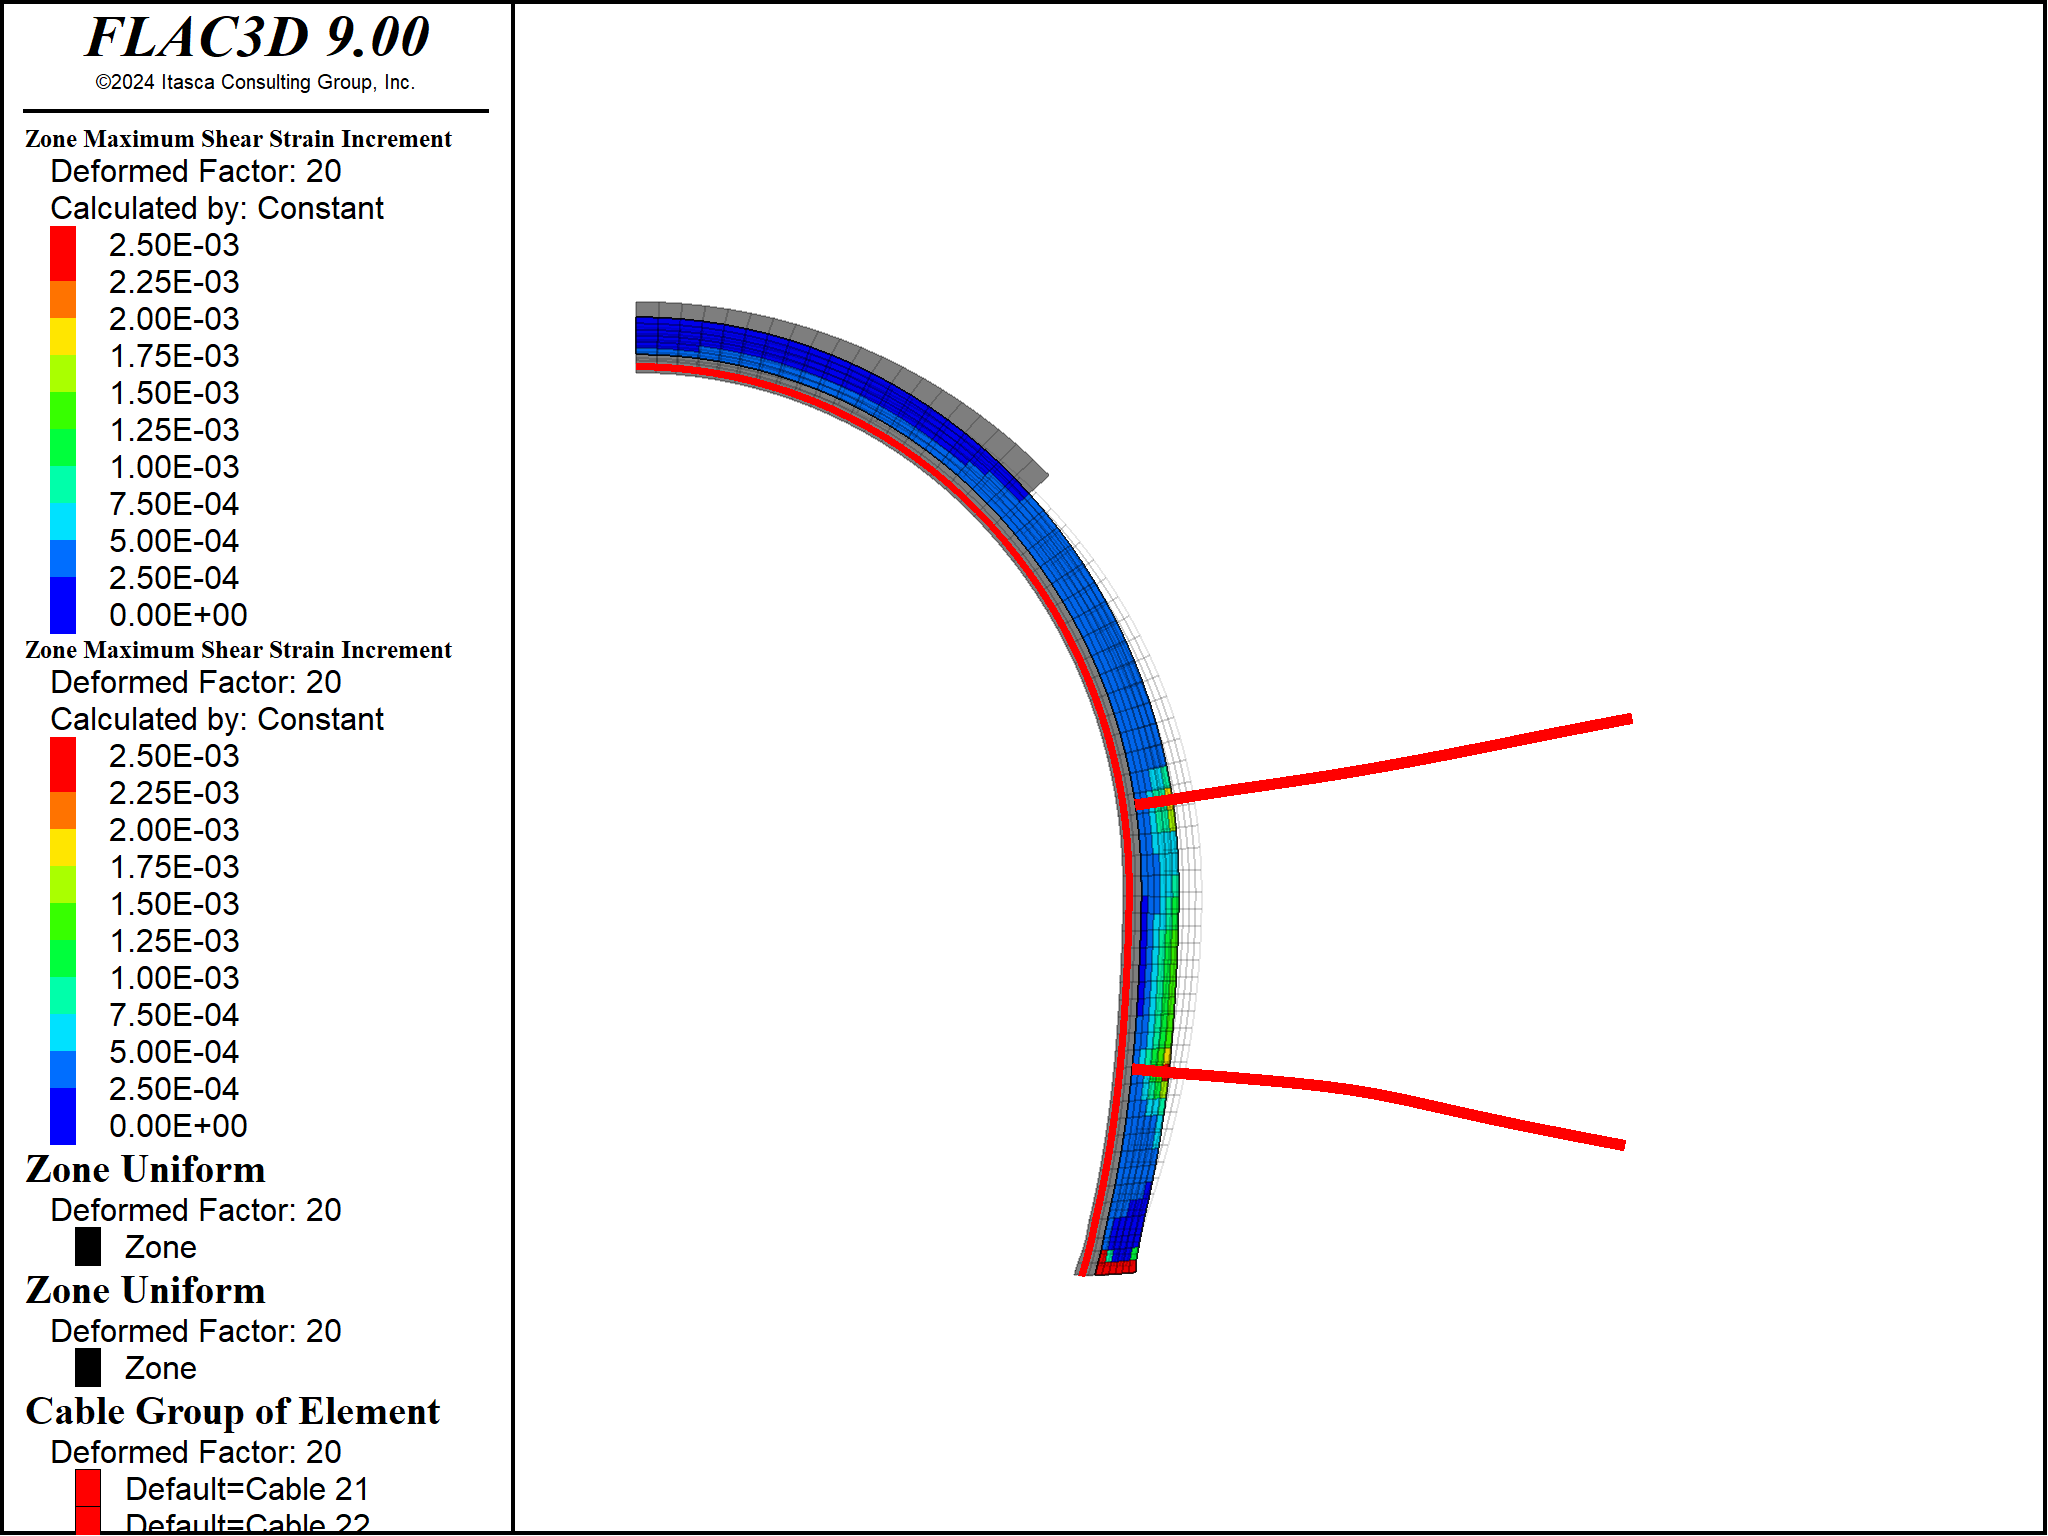 FLAC3D 9.00
©2024 Itasca Consulting Group, Inc.
Zone Maximum Shear Strain Increment
Deformed Factor: 20
Calculated by: Constant
2.50E-03
2.25E-03
2.00E-03
1.75E-03
1.50E-03
1.25E-03
1.00E-03
7.50E-04
5.00E-04
2.50E-04
0.00E+00
Zone Maximum Shear Strain Increment
Deformed Factor: 20
Calculated by: Constant
2.50E-03
2.25E-03
2.00E-03
1.75E-03
1.50E-03
1.25E-03
1.00E-03
7.50E-04
5.00E-04
2.50E-04
0.00E+00
Zone Uniform
Deformed Factor: 20
Zone
Zone Uniform
Deformed Factor: 20
Zone
Cable Group of Element
Deformed Factor: 20
Default=Cable 21
Default=Cable 22